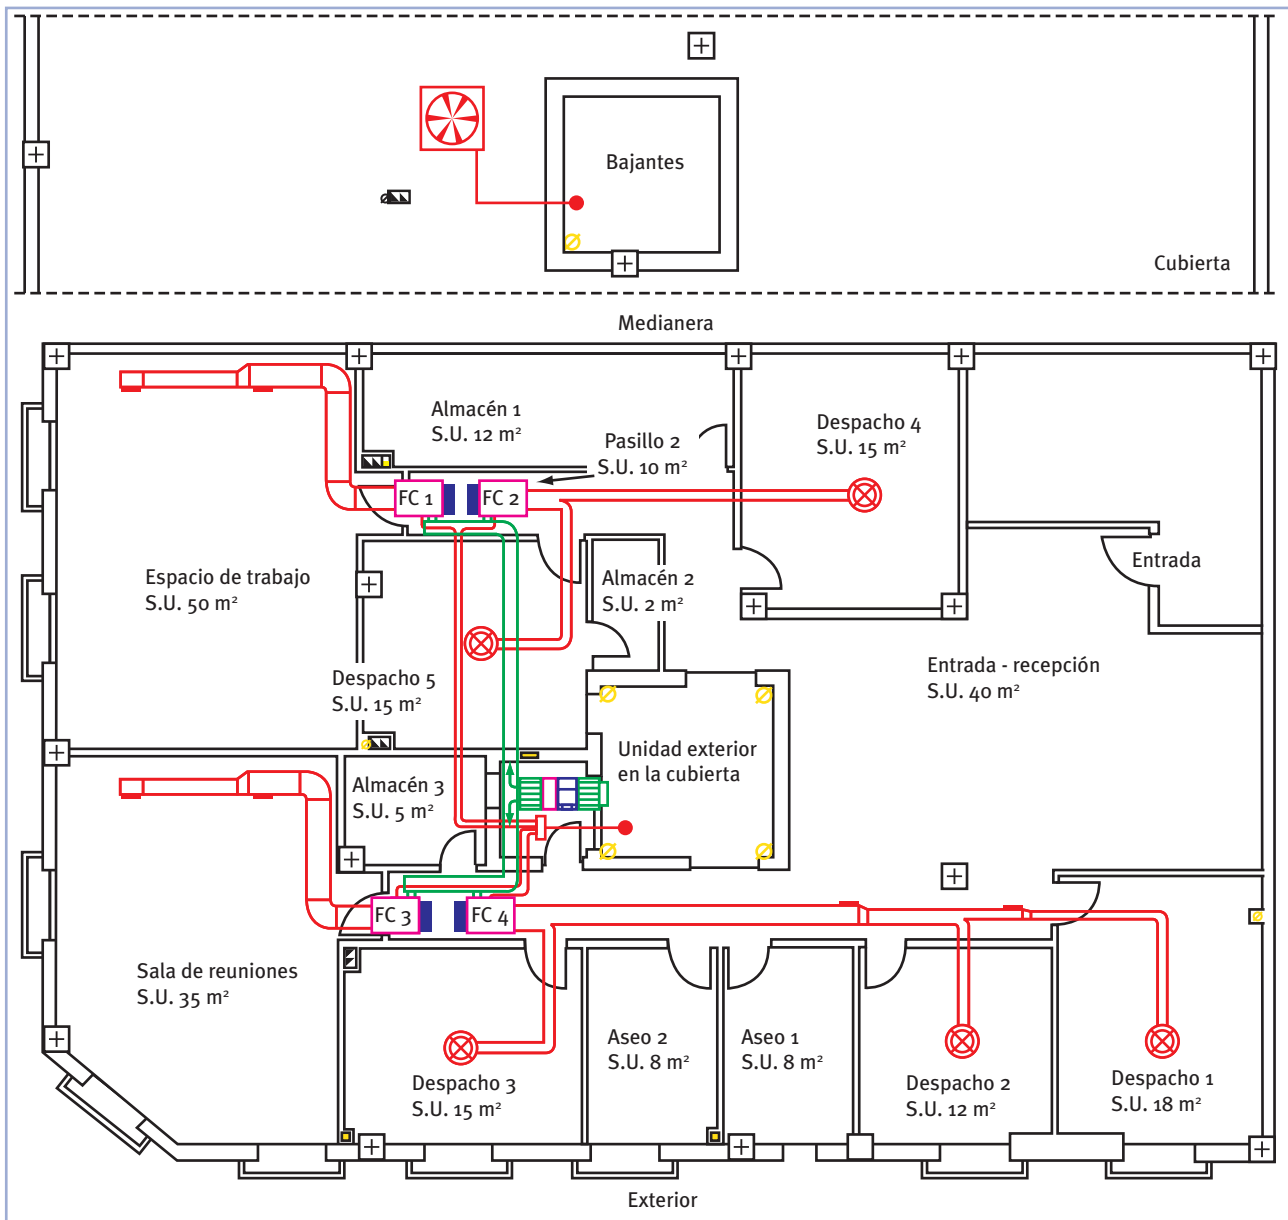 Bajantes
Cubierta
Medianera
Almacén 1
S.U. 12 m²
Pasillo 2
S.U. 10 m²
Despacho 4
S.U. 15 m²
FC 1
FC 2
Espacio de trabajo
S.U. 50 m²
Almacén 2
S.U. 2 m²
Entrada
Despacho 5
S.U. 15 m²
Entrada - recepción
S.U. 40 m²
Unidad exterior
en la cubierta
Almacén 3
S.U. 5 m²
FC 3
FC 4
Sala de reuniones
S.U. 35 m²
Despacho 3
S.U. 15 m²
Aseo 2
S.U. 8 m²
Aseo 1
S.U. 8 m²
Despacho 2
S.U. 12 m²
Despacho 1
S.U. 18 m²
Exterior